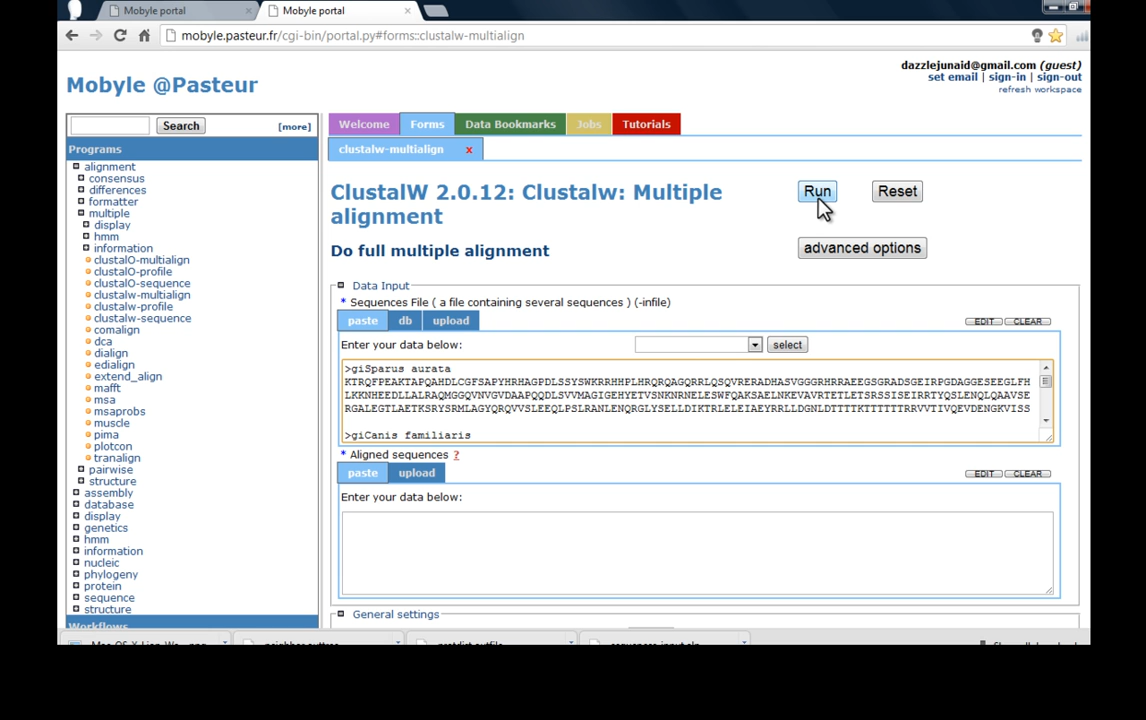 Mobyle portal
Mobyle portal
mobyle.pasteur.fr/cgi-bin/portal.py#forms::clustalw-multialign
dazzlejunaid@gmail.com (guest)
set email | sign-in | sign-out
refresh workspace
Mobyle @Pasteur
Search
[more]
Programs
alignment
consensus
differences
formatter
multiple
display
hmm
information
clustalO-multialign
clustalO-profile
clustalO-sequence
clustalw-multialign
clustalw-profile
clustalw-sequence
comalign
dca
dialign
edialign
extend_align
mafft
msa
msaprobs
muscle
pima
plotcon
tranalign
pairwise
structure
assembly
database
display
genetics
hmm
information
nucleic
phylogeny
protein
sequence
structure
Workflows
Welcome
Forms
Data Bookmarks
Jobs
Tutorials
clustalw-multialign x
ClustalW 2.0.12: Clustalw: Multiple
alignment
Run
Reset
Do full multiple alignment
advanced options
Data Input
* Sequences File ( a file containing several sequences ) (-infile)
paste
db
upload
EDIT
CLEAR
Enter your data below:
select
>giSparus aurata
KTRQFPEAKTAPQAHDLCGFSAPYHRHAGPDLSSYSWKRRHHPLHRQRQAGQRRLQSQVRERADHASVGGGRHRRAEEGSGRADSGEIRPGDAGGESEEGLFH
LKKNHEEDLLALRAQMGGQVNVGVDAAPQQDLSVVMAGIGEHYETVSNKNRNELESWFQAKSAELNKEVAVRTETLETSRSSISEIRRTYQSLENQLQAAVSE
RGALEGTLAETKSRYSRMLAGYQRQVVSLEEQLPSLRANLENQRGLYSELLDIKTRLELEIAEYRRLLDGNLDTTTTKTTTTTTRRVVTIVQEVDENGKVISS
>giCanis familiaris
* Aligned sequences ?
paste
upload
EDIT
CLEAR
Enter your data below:
General settings